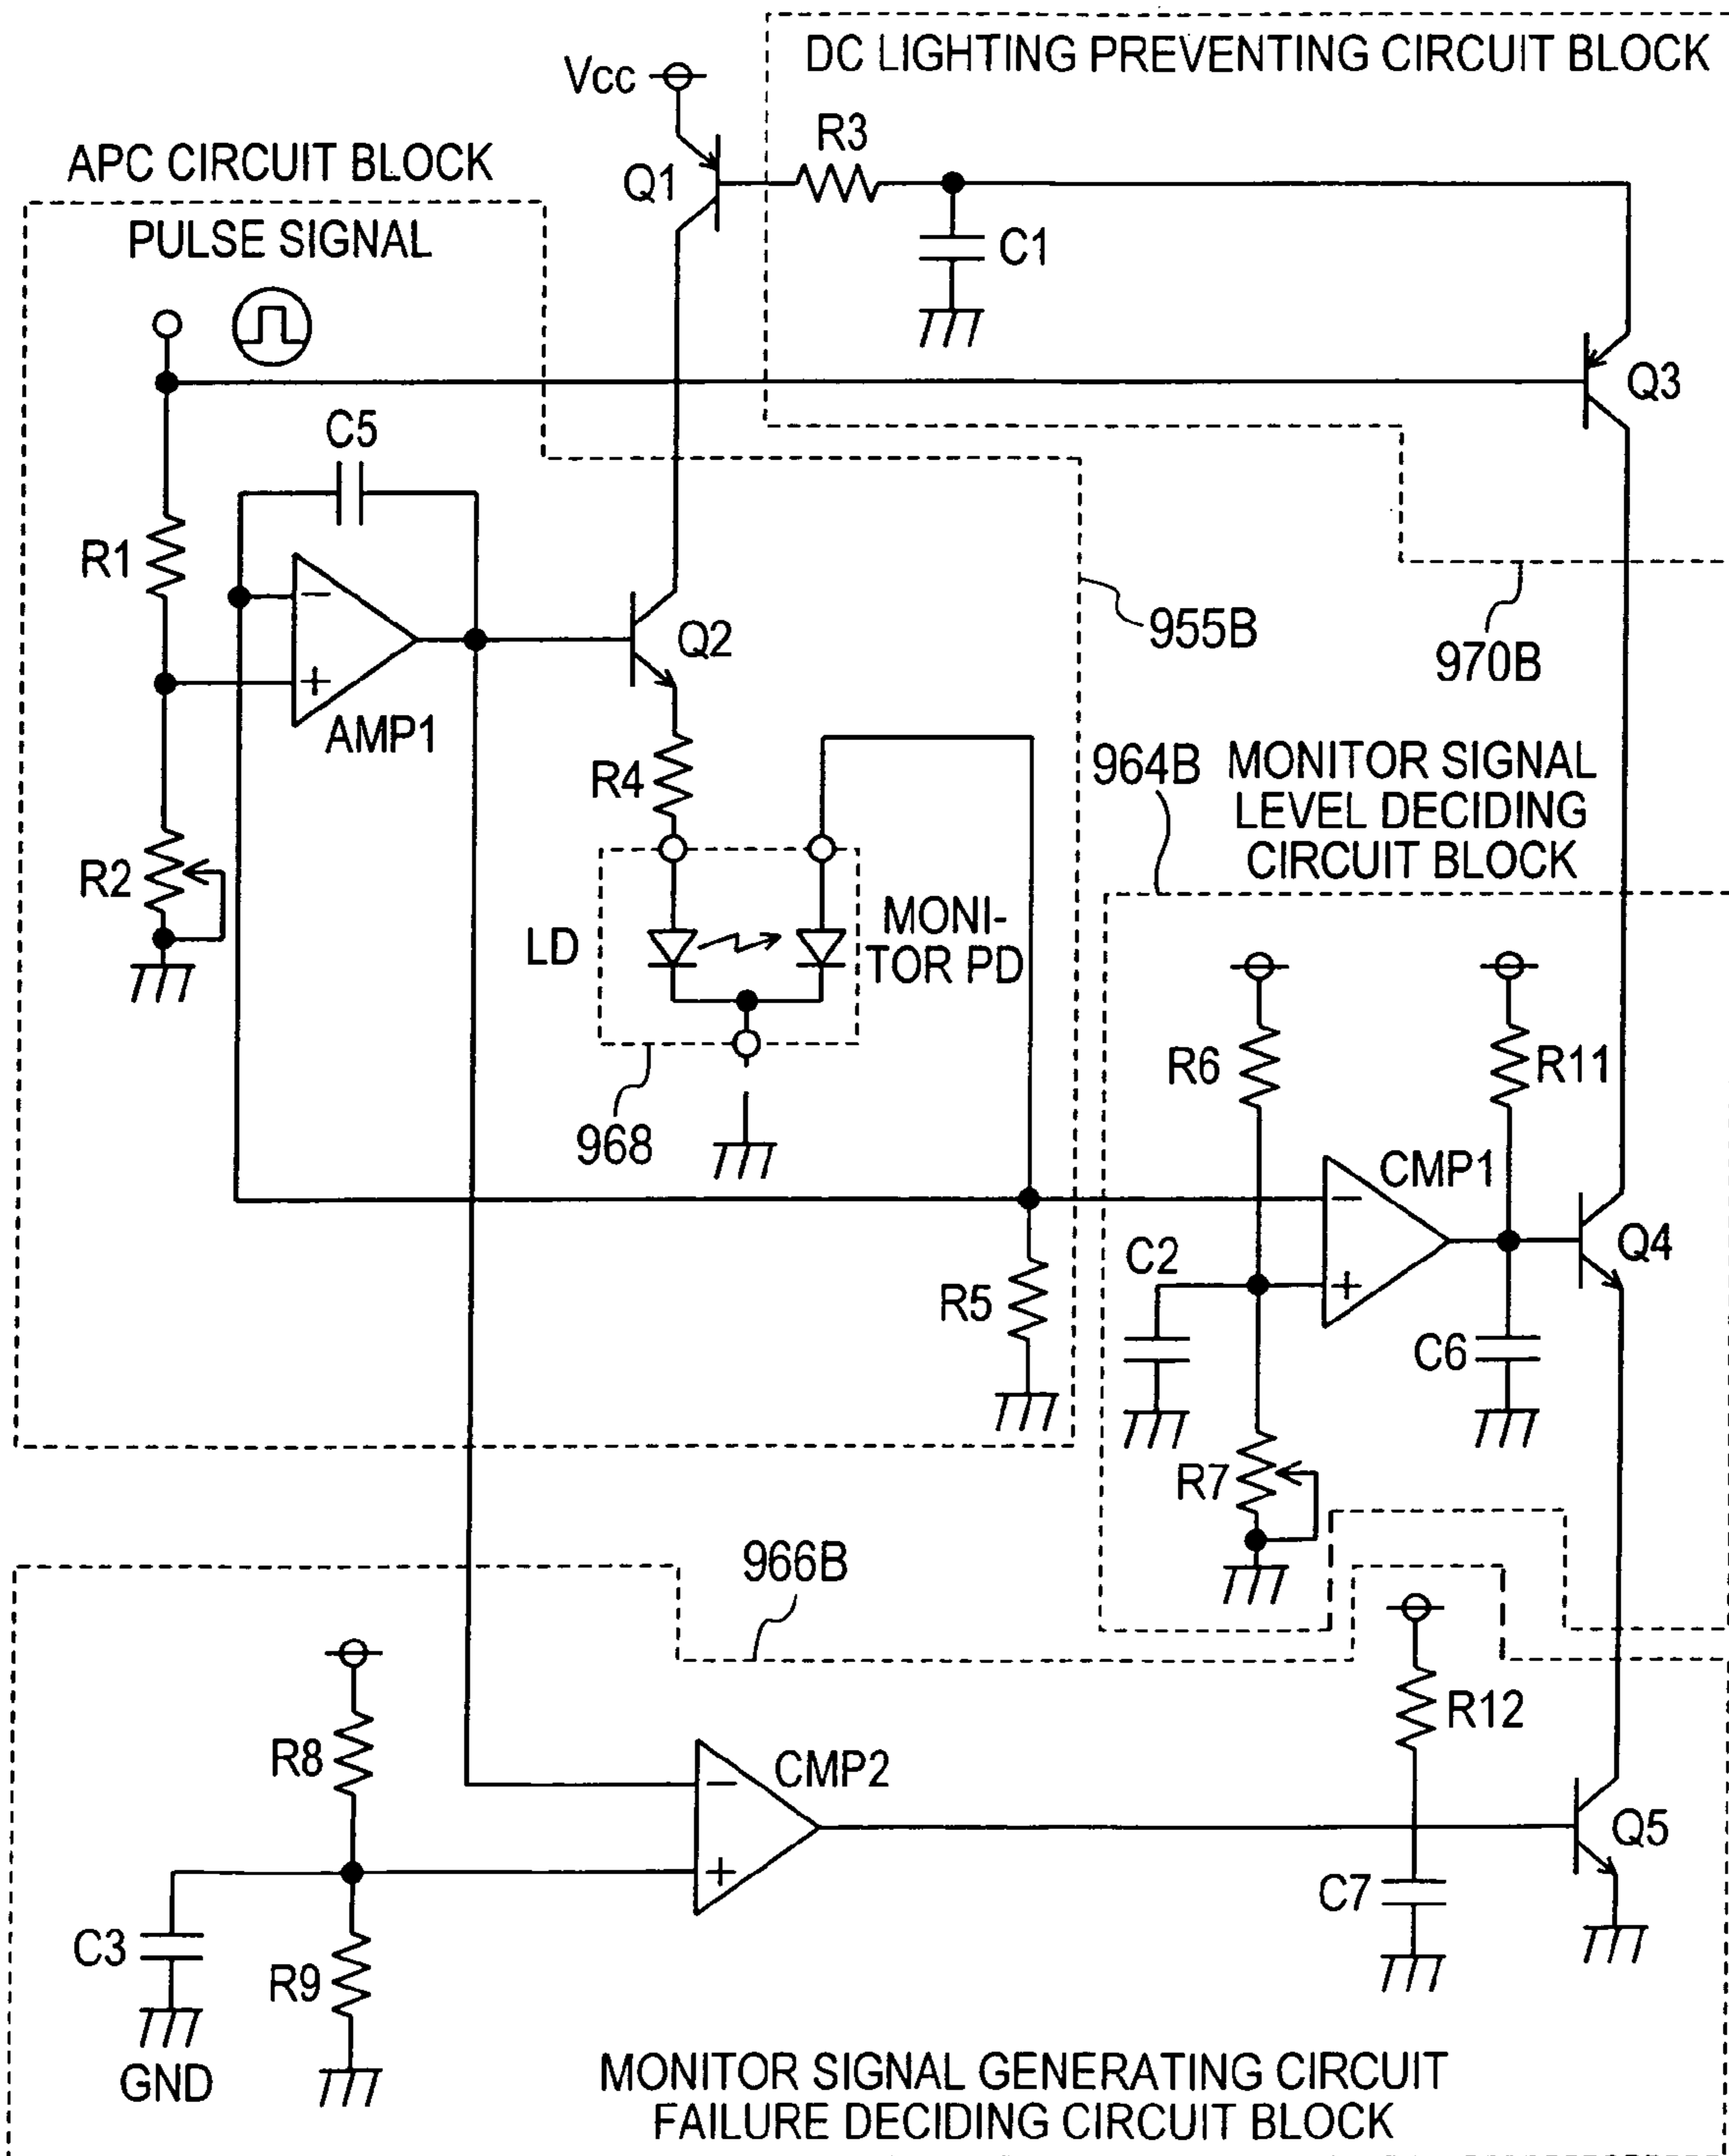 DC LIGHTING PREVENTING CIRCUIT BLOCK
Vcc
R3
APC CIRCUIT BLOCK
Q1
PULSE SIGNAL
C1
Q3
C5
R1
955B
970B
Q2
AMP1
R4
964B
MONITOR SIGNAL
LEVEL DECIDING
CIRCUIT BLOCK
R2
LD
MONI-
TOR PD
R6
R11
968
CMP1
C2
Q4
R5
C6
R7
966B
R12
R8
CMP2
Q5
C7
C3
R9
GND
MONITOR SIGNAL GENERATING CIRCUIT
FAILURE DECIDING CIRCUIT BLOCK
−
+
−
+
−
+